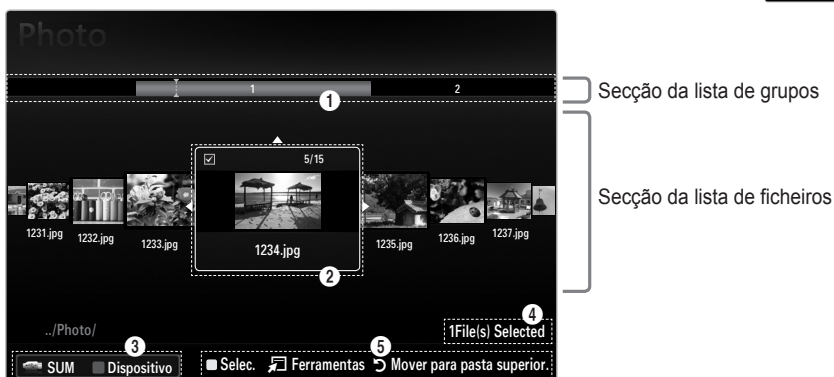 Photo
1 2
①
Secção da lista de grupos
5/15
Secção da lista de ficheiros
1231.jpg 1232.jpg 1233.jpg 1234.jpg 1235.jpg 1236.jpg 1237.jpg
②
../Photo/
④
1File(s) Selected
③ ⑤
SUM Dispositivo Selec. Ferramentas Mover para pasta superior.